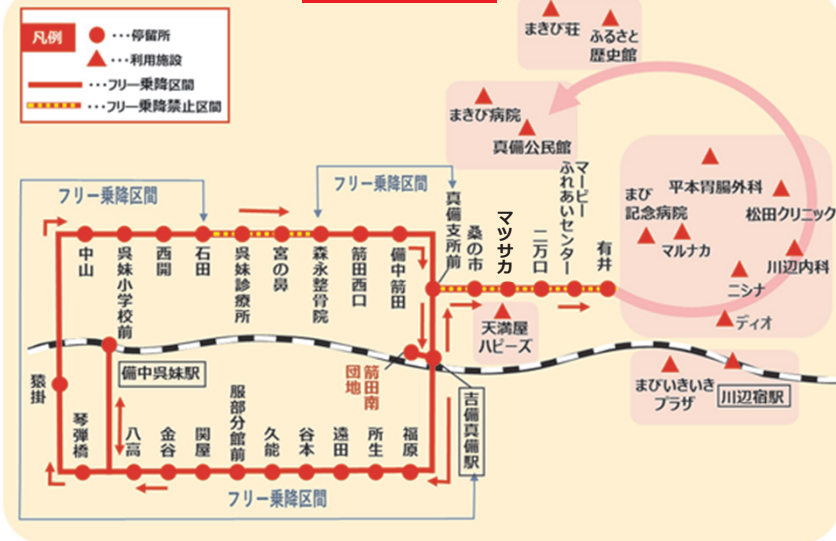 凡例
・・・停留所
・・・利用施設
・・・フリー乗降区間
・・・フリー乗降禁止区間
まきび荘
ふるさと
歴史館
まきび病院
真備公民館
平本胃腸外科
松田クリニック
まび
記念病院
マルナカ
川辺内科
ニシナ
ディオ
まびいきいき
プラザ
川辺宿駅
フリー乗降区間
フリー乗降区間
中山
呉妹小学校前
西開
石田
呉妹診療所
宮の鼻
森永整骨院
箭田西口
備中箭田
真備支所前
桑の市
マツサカ
二万口
マービー
ふれあいセンター
有井
天満屋
ハピーズ
箭田南
団地
吉備真備駅
備中呉妹駅
猿掛
琴弾橋
八高
金谷
関屋
服部分館前
久能
谷本
遠田
所生
福原
フリー乗降区間